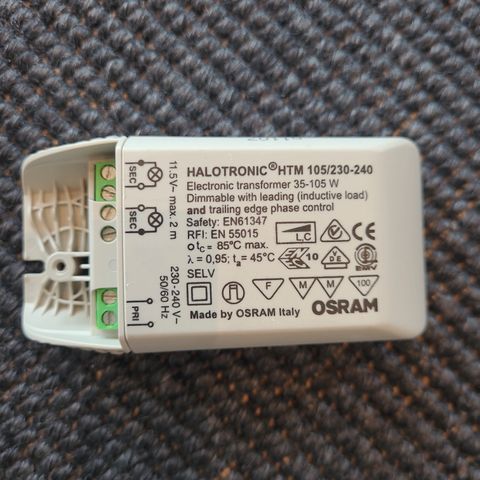 HALOTRONIC® HTM 105/230-240
Electronic transformer 35-105 W
Dimmable with leading (inductive load)
and trailing edge phase control
Safety: EN61347
RFI: EN 55015
tc = 85°C max.
λ = 0,95; ta = 45°C
SELV
L,C
10
D E
F
M
M
100
Made by OSRAM Italy
OSRAM
SEC
SEC
11.5V~ max. 2 m
PRI
230-240 V~
50/60 Hz